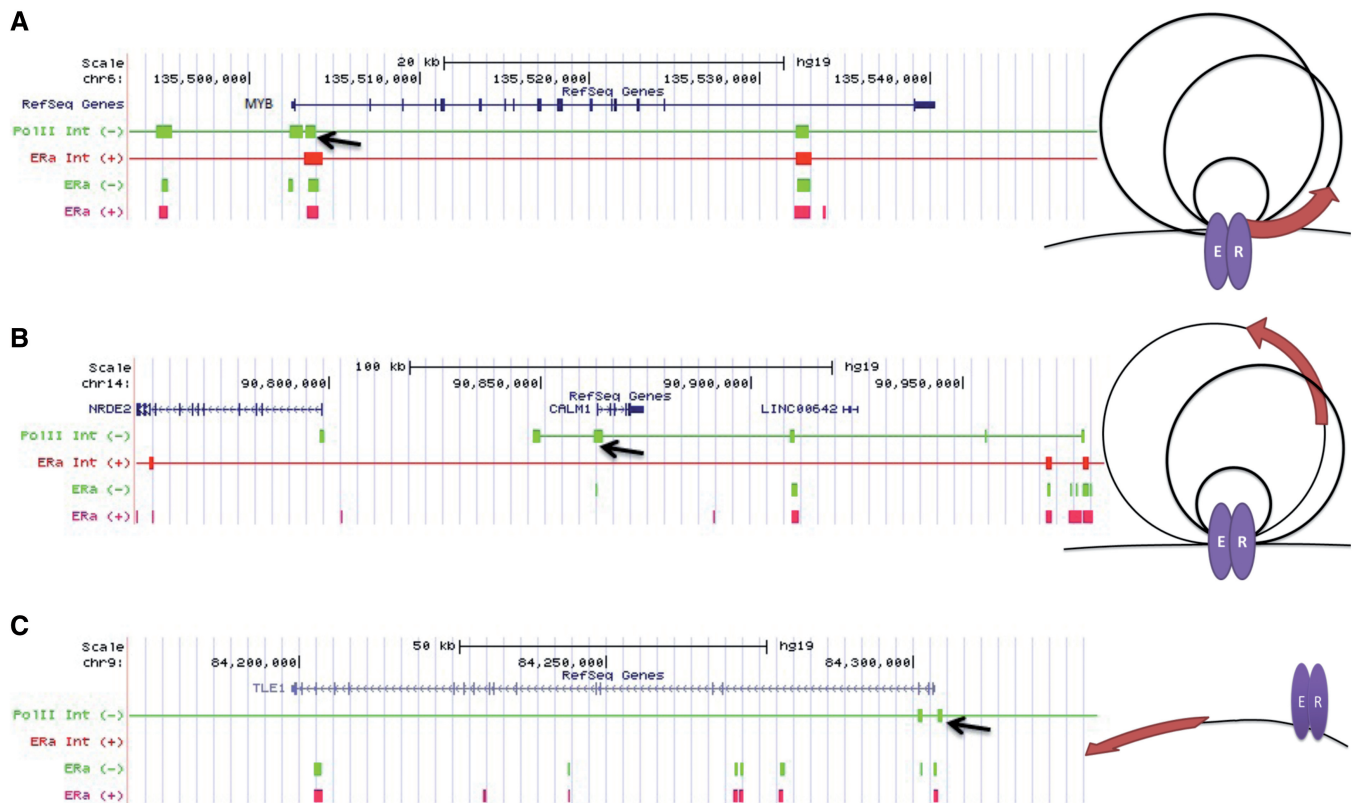 A
Scale 20 kb hg19
chr6: 135,500,000 135,510,000 135,520,000 135,530,000 135,540,000
RefSeq Genes
RefSeq Genes MYB
PolII Int (-)
ERa Int (+)
ERa (-)
ERa (+)
E R
B
Scale 100 kb hg19
chr14: 90,800,000 90,850,000 90,900,000 90,950,000
RefSeq Genes
NRDE2 CALM1 LINC00642
PolII Int (-)
ERa Int (+)
ERa (-)
ERa (+)
E R
C
Scale 50 kb hg19
chr9: 84,200,000 84,250,000 84,300,000
RefSeq Genes
TLE1
PolII Int (-)
ERa Int (+)
ERa (-)
ERa (+)
E R